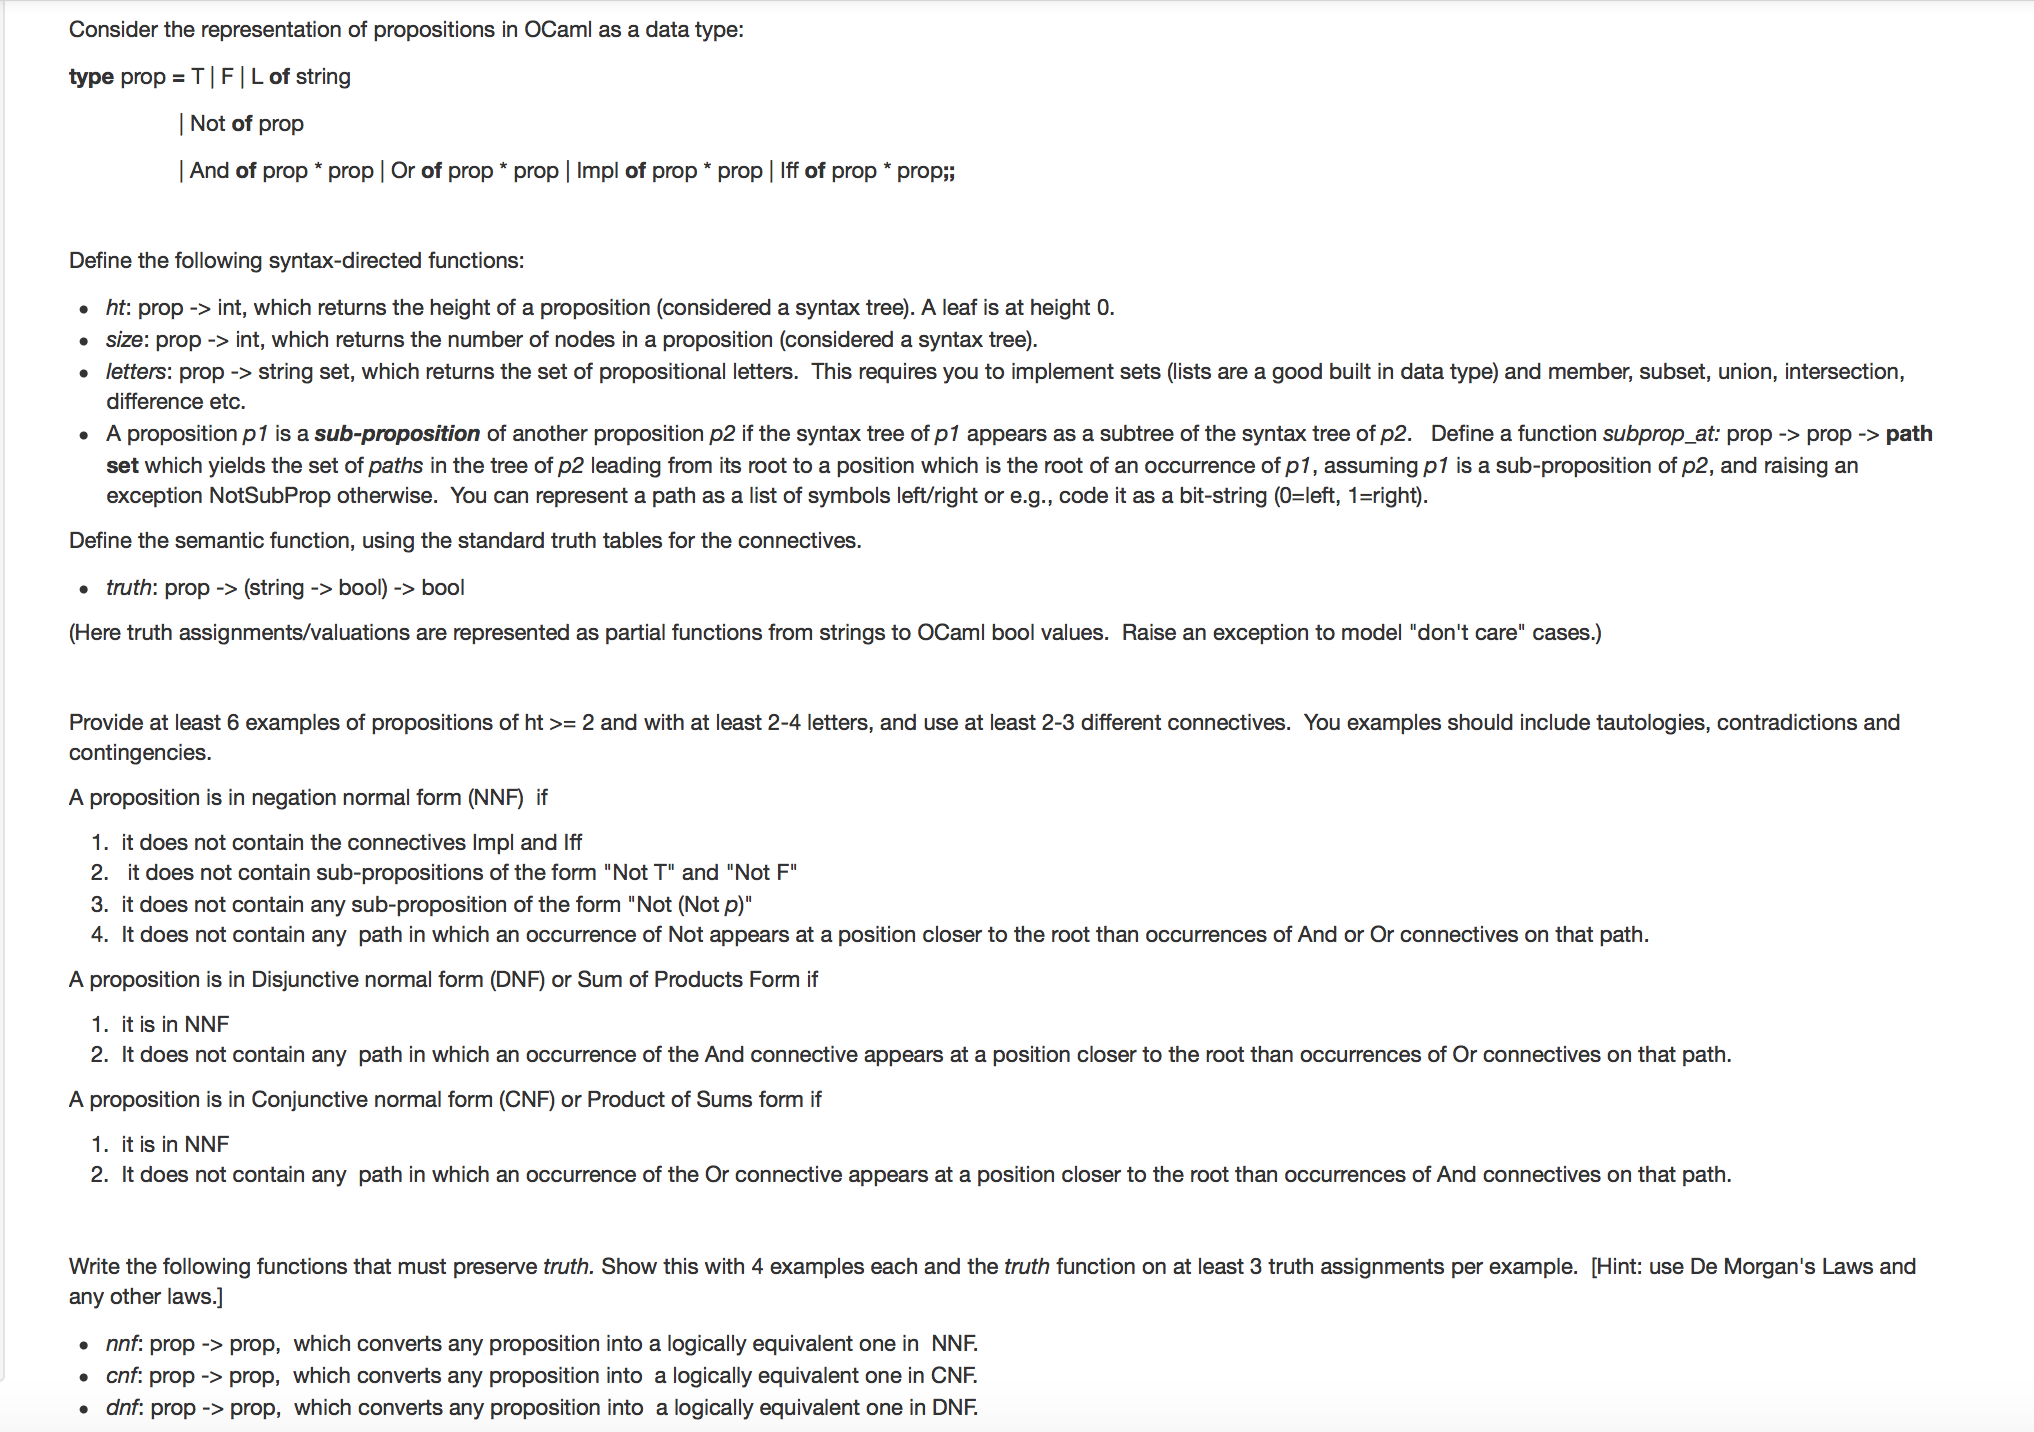 Consider the representation of propositions in OCaml as a data type:
type prop = T | F | L of string
| Not of prop
| And of prop * prop | Or of prop * prop | Impl of prop * prop | Iff of prop * prop;;
Define the following syntax-directed functions:
• ht: prop -> int, which returns the height of a proposition (considered a syntax tree). A leaf is at height 0.
• size: prop -> int, which returns the number of nodes in a proposition (considered a syntax tree).
• letters: prop -> string set, which returns the set of propositional letters.  This requires you to implement sets (lists are a good built in data type) and member, subset, union, intersection,
difference etc.
• A proposition p1 is a sub-proposition of another proposition p2 if the syntax tree of p1 appears as a subtree of the syntax tree of p2.   Define a function subprop_at: prop -> prop -> path
set which yields the set of paths in the tree of p2 leading from its root to a position which is the root of an occurrence of p1, assuming p1 is a sub-proposition of p2, and raising an
exception NotSubProp otherwise.  You can represent a path as a list of symbols left/right or e.g., code it as a bit-string (0=left, 1=right).
Define the semantic function, using the standard truth tables for the connectives.
• truth: prop -> (string -> bool) -> bool
(Here truth assignments/valuations are represented as partial functions from strings to OCaml bool values.  Raise an exception to model "don't care" cases.)
Provide at least 6 examples of propositions of ht >= 2 and with at least 2-4 letters, and use at least 2-3 different connectives.  You examples should include tautologies, contradictions and
contingencies.
A proposition is in negation normal form (NNF)  if
1. it does not contain the connectives Impl and Iff
2.  it does not contain sub-propositions of the form "Not T" and "Not F"
3. it does not contain any sub-proposition of the form "Not (Not p)"
4. It does not contain any  path in which an occurrence of Not appears at a position closer to the root than occurrences of And or Or connectives on that path.
A proposition is in Disjunctive normal form (DNF) or Sum of Products Form if
1. it is in NNF
2. It does not contain any  path in which an occurrence of the And connective appears at a position closer to the root than occurrences of Or connectives on that path.
A proposition is in Conjunctive normal form (CNF) or Product of Sums form if
1. it is in NNF
2. It does not contain any  path in which an occurrence of the Or connective appears at a position closer to the root than occurrences of And connectives on that path.
Write the following functions that must preserve truth. Show this with 4 examples each and the truth function on at least 3 truth assignments per example.  [Hint: use De Morgan's Laws and
any other laws.]
• nnf: prop -> prop,  which converts any proposition into a logically equivalent one in  NNF.
• cnf: prop -> prop,  which converts any proposition into  a logically equivalent one in CNF.
• dnf: prop -> prop,  which converts any proposition into  a logically equivalent one in DNF.